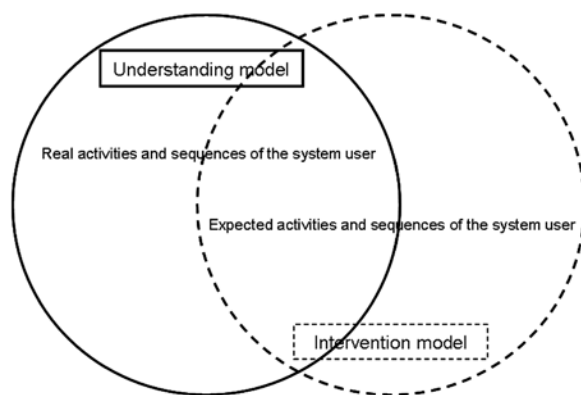 Understanding model
Real activities and sequences of the system user
Expected activities and sequences of the system user
Intervention model